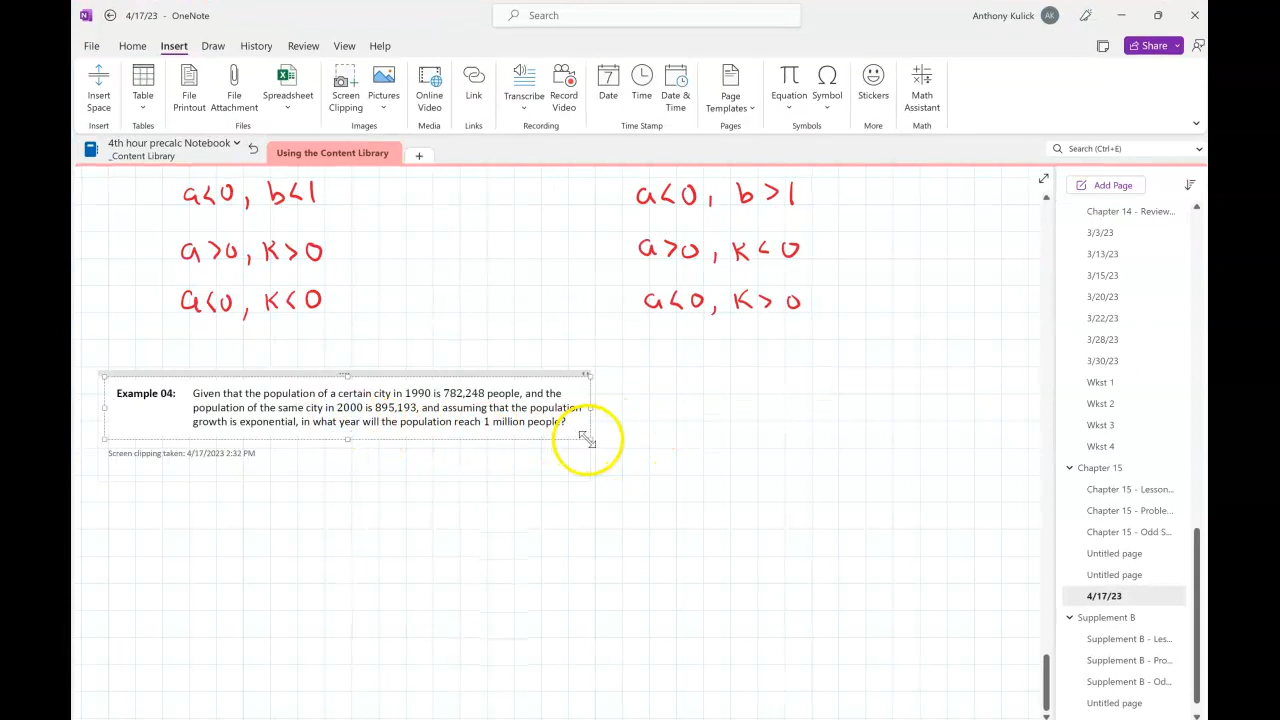 4/17/23 - OneNote
Search
Anthony Kulick
AK
File Home Insert Draw History Review View Help
Share
Insert Space
Table
File Printout
File Attachment
Spreadsheet
Screen Clipping
Pictures
Online Video
Link
Transcribe
Record Video
Date
Time
Date & Time
Page Templates
Equation
Symbol
Stickers
Math Assistant
Insert Tables Files Images Media Links Recording Time Stamp Pages Symbols More Math
4th hour precalc Notebook
_Content Library
Using the Content Library
Search (Ctrl+E)
Add Page
a<0, b<1
a<0, b>1
a>0, k>0
a>0, k<0
a<0, k<0
a<0, k>0
Example 04: Given that the population of a certain city in 1990 is 782,248 people, and the
population of the same city in 2000 is 895,193, and assuming that the population
growth is exponential, in what year will the population reach 1 million people?
Screen clipping taken: 4/17/2023 2:32 PM
Chapter 14 - Review...
3/3/23
3/13/23
3/15/23
3/20/23
3/22/23
3/28/23
3/30/23
Wkst 1
Wkst 2
Wkst 3
Wkst 4
Chapter 15
Chapter 15 - Lesson...
Chapter 15 - Proble...
Chapter 15 - Odd S...
Untitled page
Untitled page
4/17/23
Supplement B
Supplement B - Les...
Supplement B - Pro...
Supplement B - Od...
Untitled page